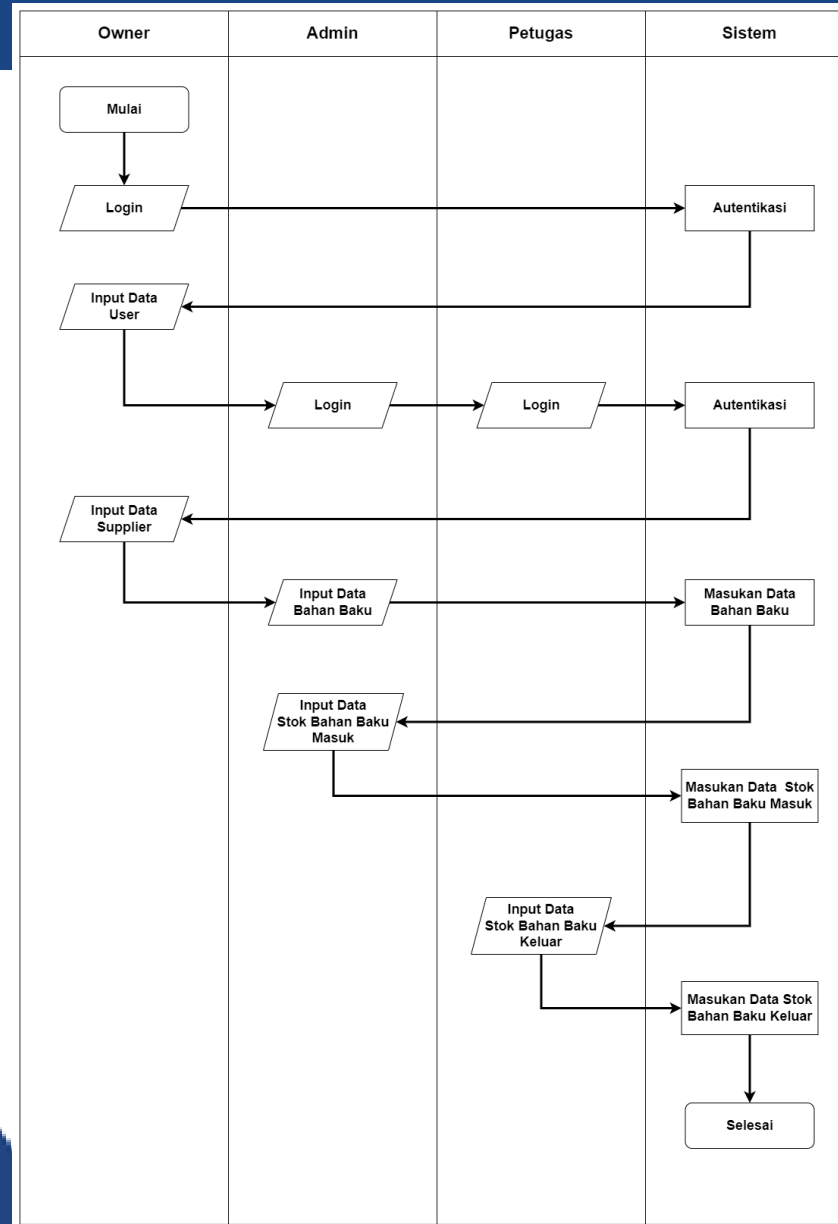 Owner Admin Petugas Sistem
Mulai
Login
Autentikasi
Input Data
User
Login
Login
Autentikasi
Input Data
Supplier
Input Data
Bahan Baku
Masukan Data
Bahan Baku
Input Data
Stok Bahan Baku
Masuk
Masukan Data Stok
Bahan Baku Masuk
Input Data
Stok Bahan Baku
Keluar
Masukan Data Stok
Bahan Baku Keluar
Selesai